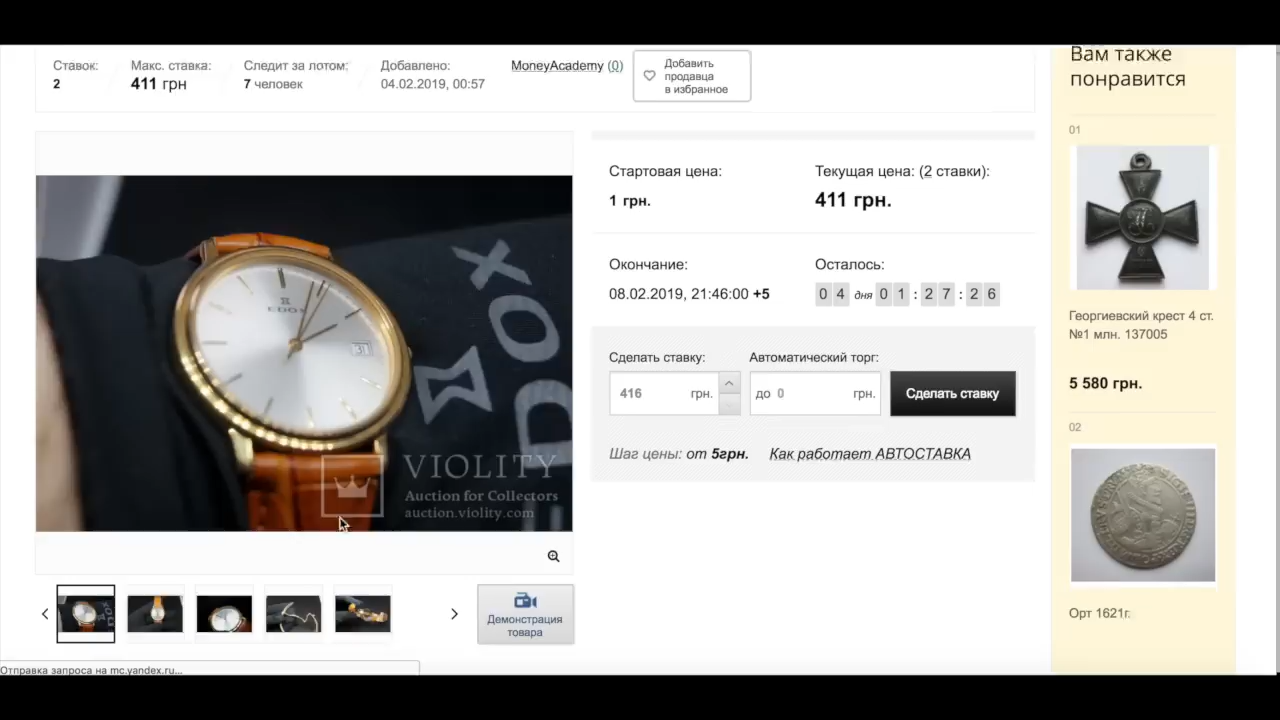 Ставок: Макс. ставка: Следит за лотом: Добавлено: MoneyAcademy (0)
2 411 грн 7 человек 04.02.2019, 00:57
Добавить
продавца
в избранное
Вам также
понравится
01
Георгиевский крест 4 ст.
№1 млн. 137005
5 580 грн.
02
Орт 1621г.
EDOX
31
DOX
VIOLITY
Auction for Collectors
auction.violity.com
Демонстрация
товара
Стартовая цена: Текущая цена: (2 ставки):
1 грн. 411 грн.
Окончание: Осталось:
08.02.2019, 21:46:00 +5 04 дня 01:27:26
Сделать ставку: Автоматический торг:
416 грн. до 0 грн. Сделать ставку
Шаг цены: от 5грн. Как работает АВТОСТАВКА
Отправка запроса на mc.yandex.ru...